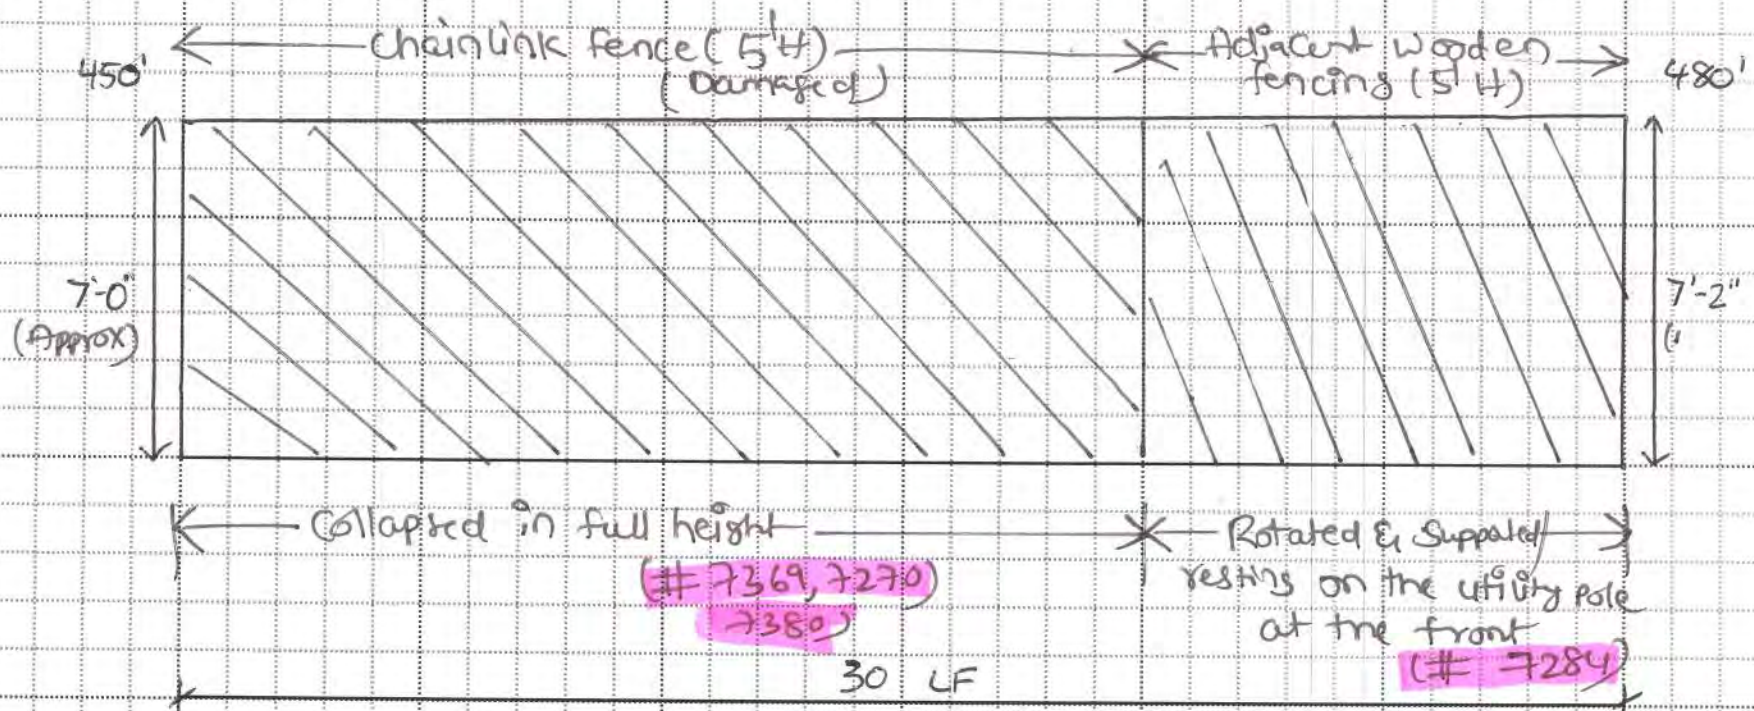 Chainlink fence (5'H)
(Damaged)
Adjacent wooden
fencing (5'H)
450'
480'
7'-0"
(Approx)
7'-2"
Collapsed in full height
(# 7369, 7270)
7380)
Rotated & Supported/
resting on the utility pole
at the front
(# 7284)
30 LF